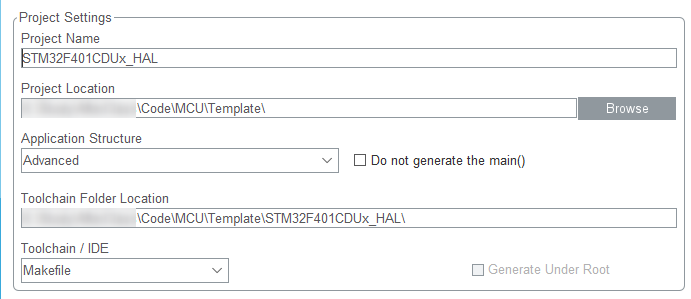 Project Settings
Project Name
STM32F401CDUx_HAL
Project Location
\Code\MCU\Template\
Browse
Application Structure
Advanced
Do not generate the main()
Toolchain Folder Location
\Code\MCU\Template\STM32F401CDUx_HAL\
Toolchain / IDE
Makefile
Generate Under Root